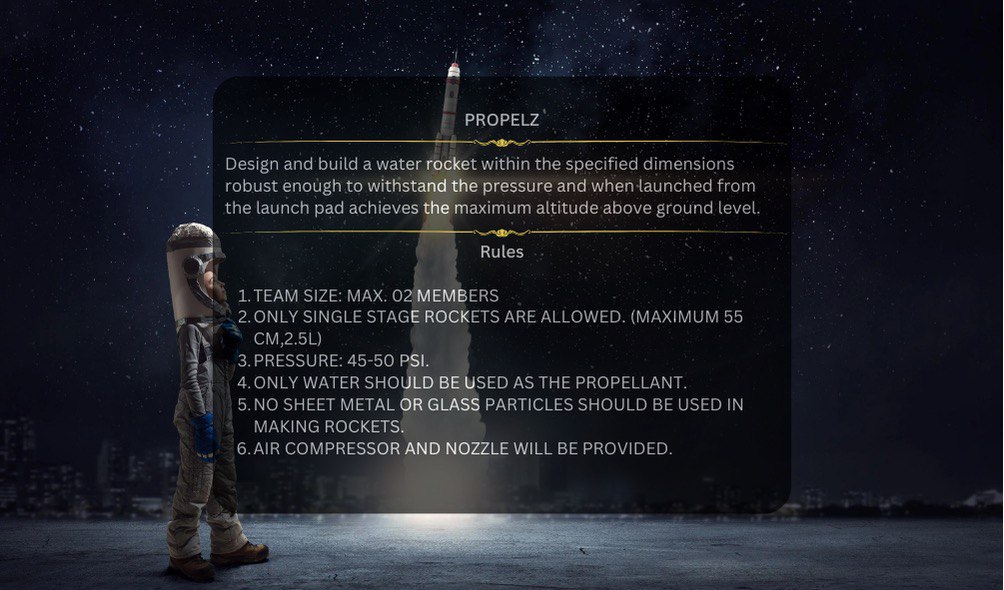 PROPELZ
Design and build a water rocket within the specified dimensions
robust enough to withstand the pressure and when launched from
the launch pad achieves the maximum altitude above ground level.
Rules
1. TEAM SIZE: MAX. 02 MEMBERS
2. ONLY SINGLE STAGE ROCKETS ARE ALLOWED. (MAXIMUM 55
CM,2.5L)
3. PRESSURE: 45-50 PSI.
4. ONLY WATER SHOULD BE USED AS THE PROPELLANT.
5. NO SHEET METAL OR GLASS PARTICLES SHOULD BE USED IN
MAKING ROCKETS.
6. AIR COMPRESSOR AND NOZZLE WILL BE PROVIDED.